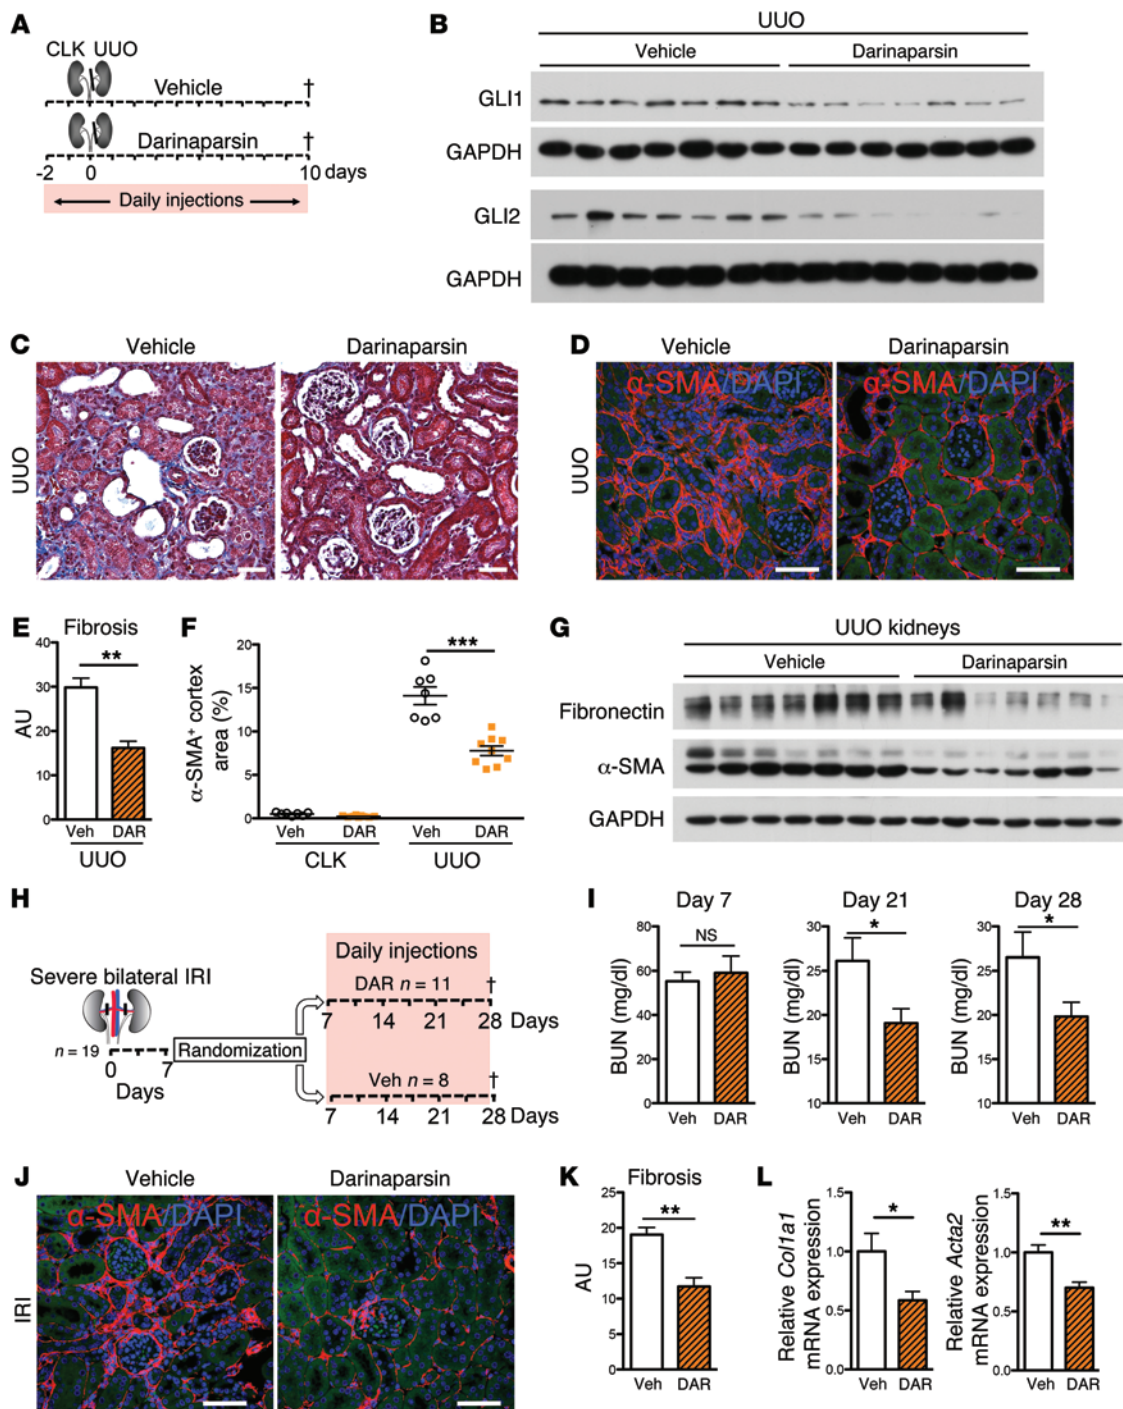 A
CLK UUO
Vehicle
†
Darinaparsin
†
-2 0 10 days
Daily injections
B
UUO
Vehicle Darinaparsin
GLI1
GAPDH
GLI2
GAPDH
C
Vehicle Darinaparsin
UUO
D
Vehicle Darinaparsin
α-SMA/DAPI α-SMA/DAPI
UUO
E
Fibrosis
**
40
30
20
10
0
AU
Veh DAR
UUO
F
α-SMA+ cortex
area (%)
20
15
10
5
0
***
Veh DAR Veh DAR
CLK UUO
G
UUO kidneys
Vehicle Darinaparsin
Fibronectin
α-SMA
GAPDH
H
Severe bilateral IRI
n = 19
0 7
Days
Randomization
Daily injections
DAR n = 11 †
7 14 21 28 Days
Veh n = 8 †
7 14 21 28 Days
I
Day 7
BUN (mg/dl)
80
60
40
20
0
NS
Veh DAR
Day 21
BUN (mg/dl)
30
25
20
15
10
*
Veh DAR
Day 28
BUN (mg/dl)
30
25
20
15
10
*
Veh DAR
J
Vehicle Darinaparsin
α-SMA/DAPI α-SMA/DAPI
IRI
K
Fibrosis
AU
25
20
15
10
5
0
**
Veh DAR
L
Relative Col1a1
mRNA expression
1.5
1.0
0.5
0.0
*
Veh DAR
Relative Acta2
mRNA expression
1.5
1.0
0.5
0.0
**
Veh DAR